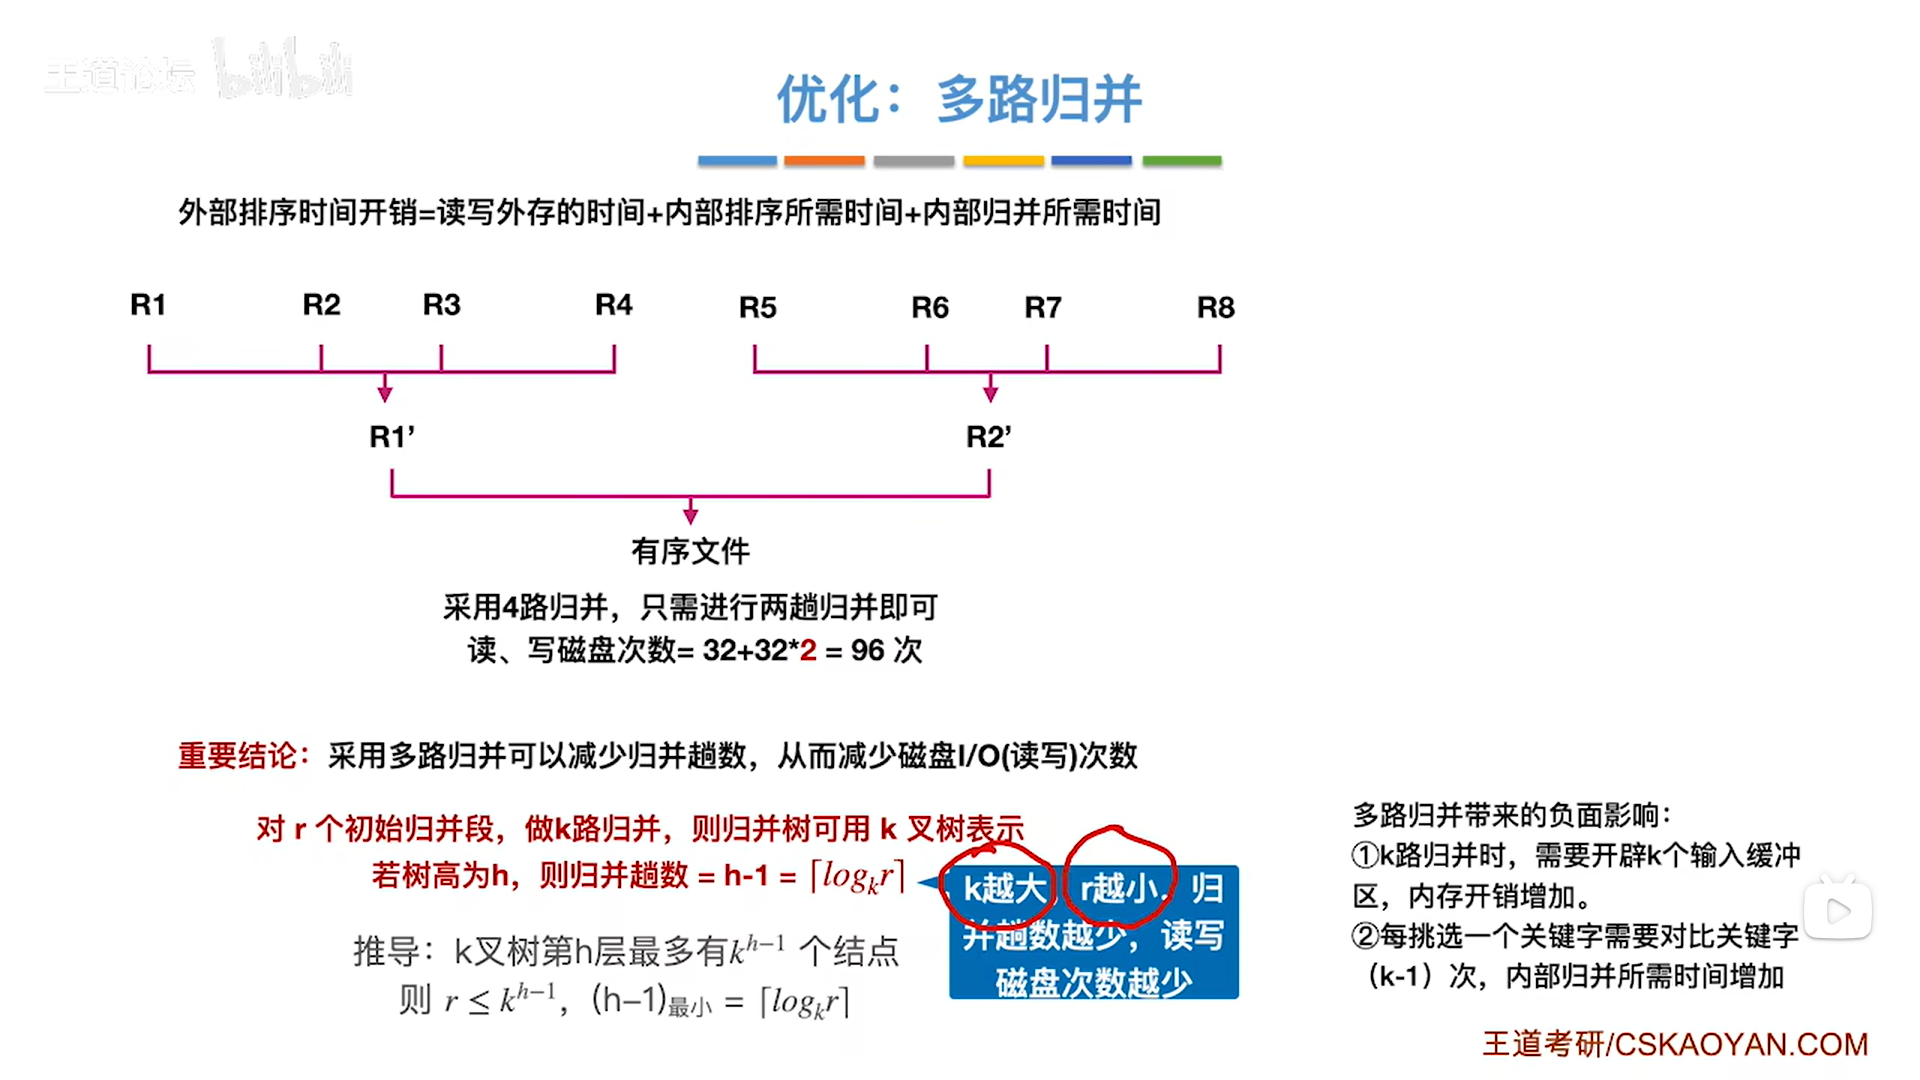 王道论坛 bilibili
优化：多路归并
外部排序时间开销=读写外存的时间+内部排序所需时间+内部归并所需时间
R1 R2 R3 R4 R5 R6 R7 R8
R1’ R2’
有序文件
采用4路归并，只需进行两趟归并即可
读、写磁盘次数= 32+32*2 = 96 次
重要结论：采用多路归并可以减少归并趟数，从而减少磁盘I/O(读写)次数
对 r 个初始归并段，做k路归并，则归并树可用 k 叉树表示
若树高为h，则归并趟数 = h-1 = ⌈logₖr⌉
k越大，r越小，归
并趟数越少，读写
磁盘次数越少
推导：k叉树第h层最多有kʰ⁻¹ 个结点
则 r ≤ kʰ⁻¹，(h−1)最小 = ⌈logₖr⌉
多路归并带来的负面影响：
①k路归并时，需要开辟k个输入缓冲
区，内存开销增加。
②每挑选一个关键字需要对比关键字
（k-1）次，内部归并所需时间增加
王道考研/CSKAOYAN.COM